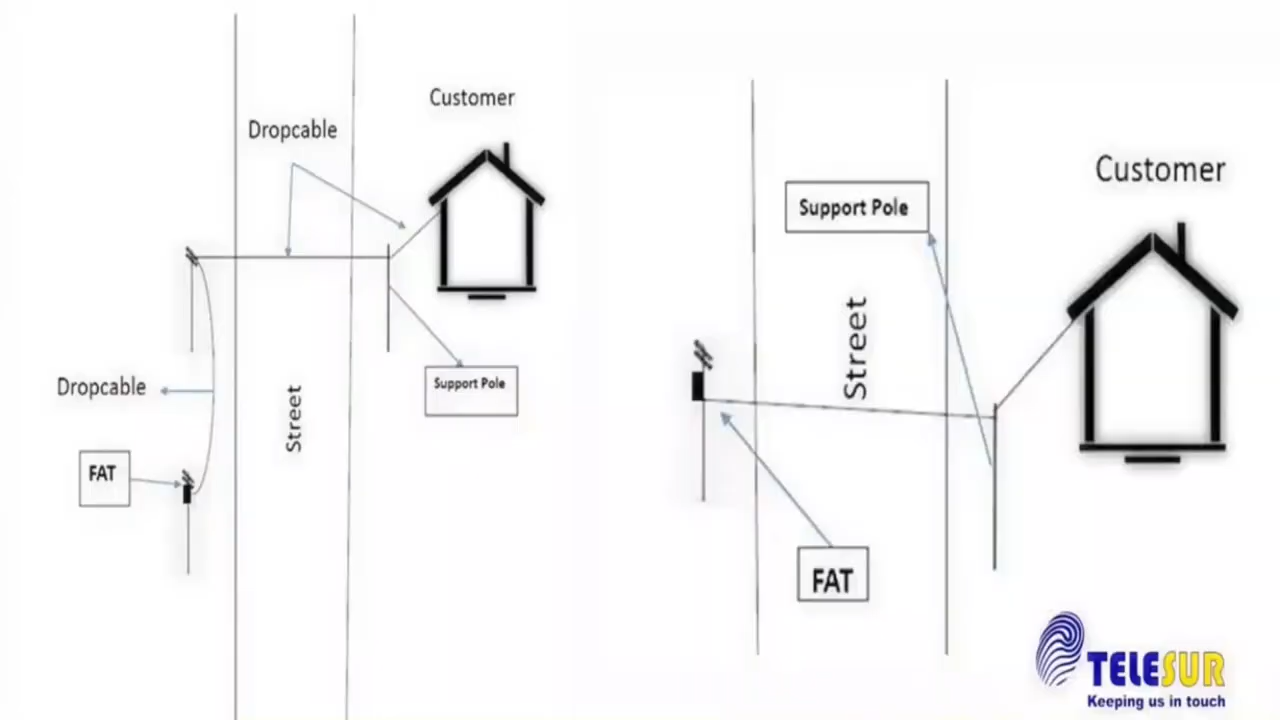 Customer
Dropcable
Support Pole
Dropcable
Street
FAT
Customer
Support Pole
Street
FAT
TELESUR
Keeping us in touch